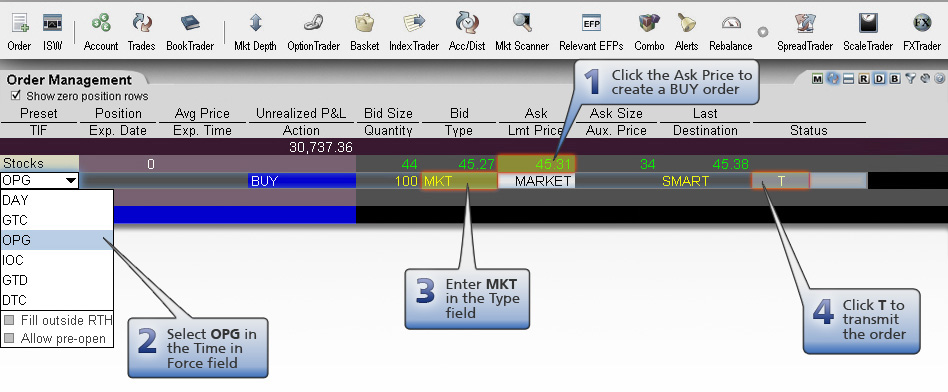 Order ISW Account Trades BookTrader Mkt Depth OptionTrader Basket IndexTrader Acc/Dist Mkt Scanner EFP Relevant EFPs Combo Alerts Rebalance SpreadTrader ScaleTrader FX FXTrader
Order Management
M R D B
Show zero position rows
Preset Position Avg Price Unrealized P&L Bid Size Bid Ask Ask Size Last
TIF Exp. Date Exp. Time Action Quantity Type Lmt Price Aux. Price Destination Status
30,737.36
Stocks 0 44 45.27 45.31 34 45.38
OPG BUY 100 MKT MARKET SMART T
DAY
GTC
OPG
IOC
GTD
DTC
Fill outside RTH
Allow pre-open
1 Click the Ask Price to
create a BUY order
2 Select OPG in
the Time in
Force field
3 Enter MKT
in the Type
field
4 Click T to
transmit
the order